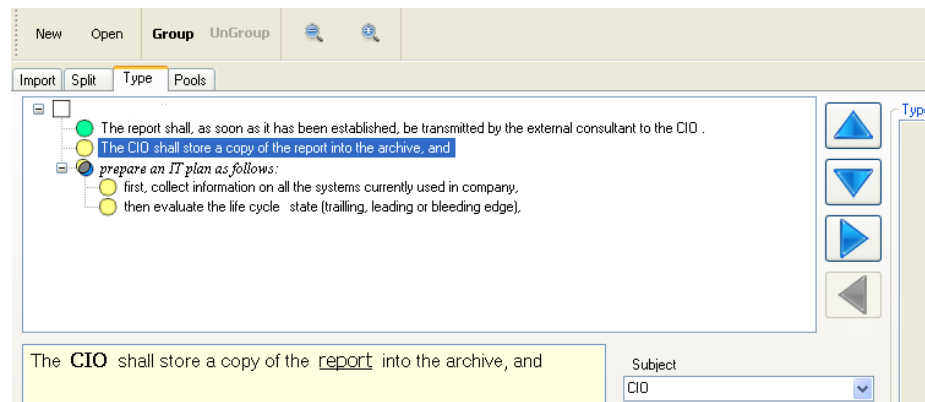 New Open Group UnGroup
Import Split Type Pools
The report shall, as soon as it has been established, be transmitted by the external consultant to the CIO .
Type
The CIO shall store a copy of the report into the archive, and
prepare an IT plan as follows:
first, collect information on all the systems currently used in company,
then evaluate the life cycle state (trailling, leading or bleeding edge),
The CIO shall store a copy of the report into the archive, and
Subject
CIO